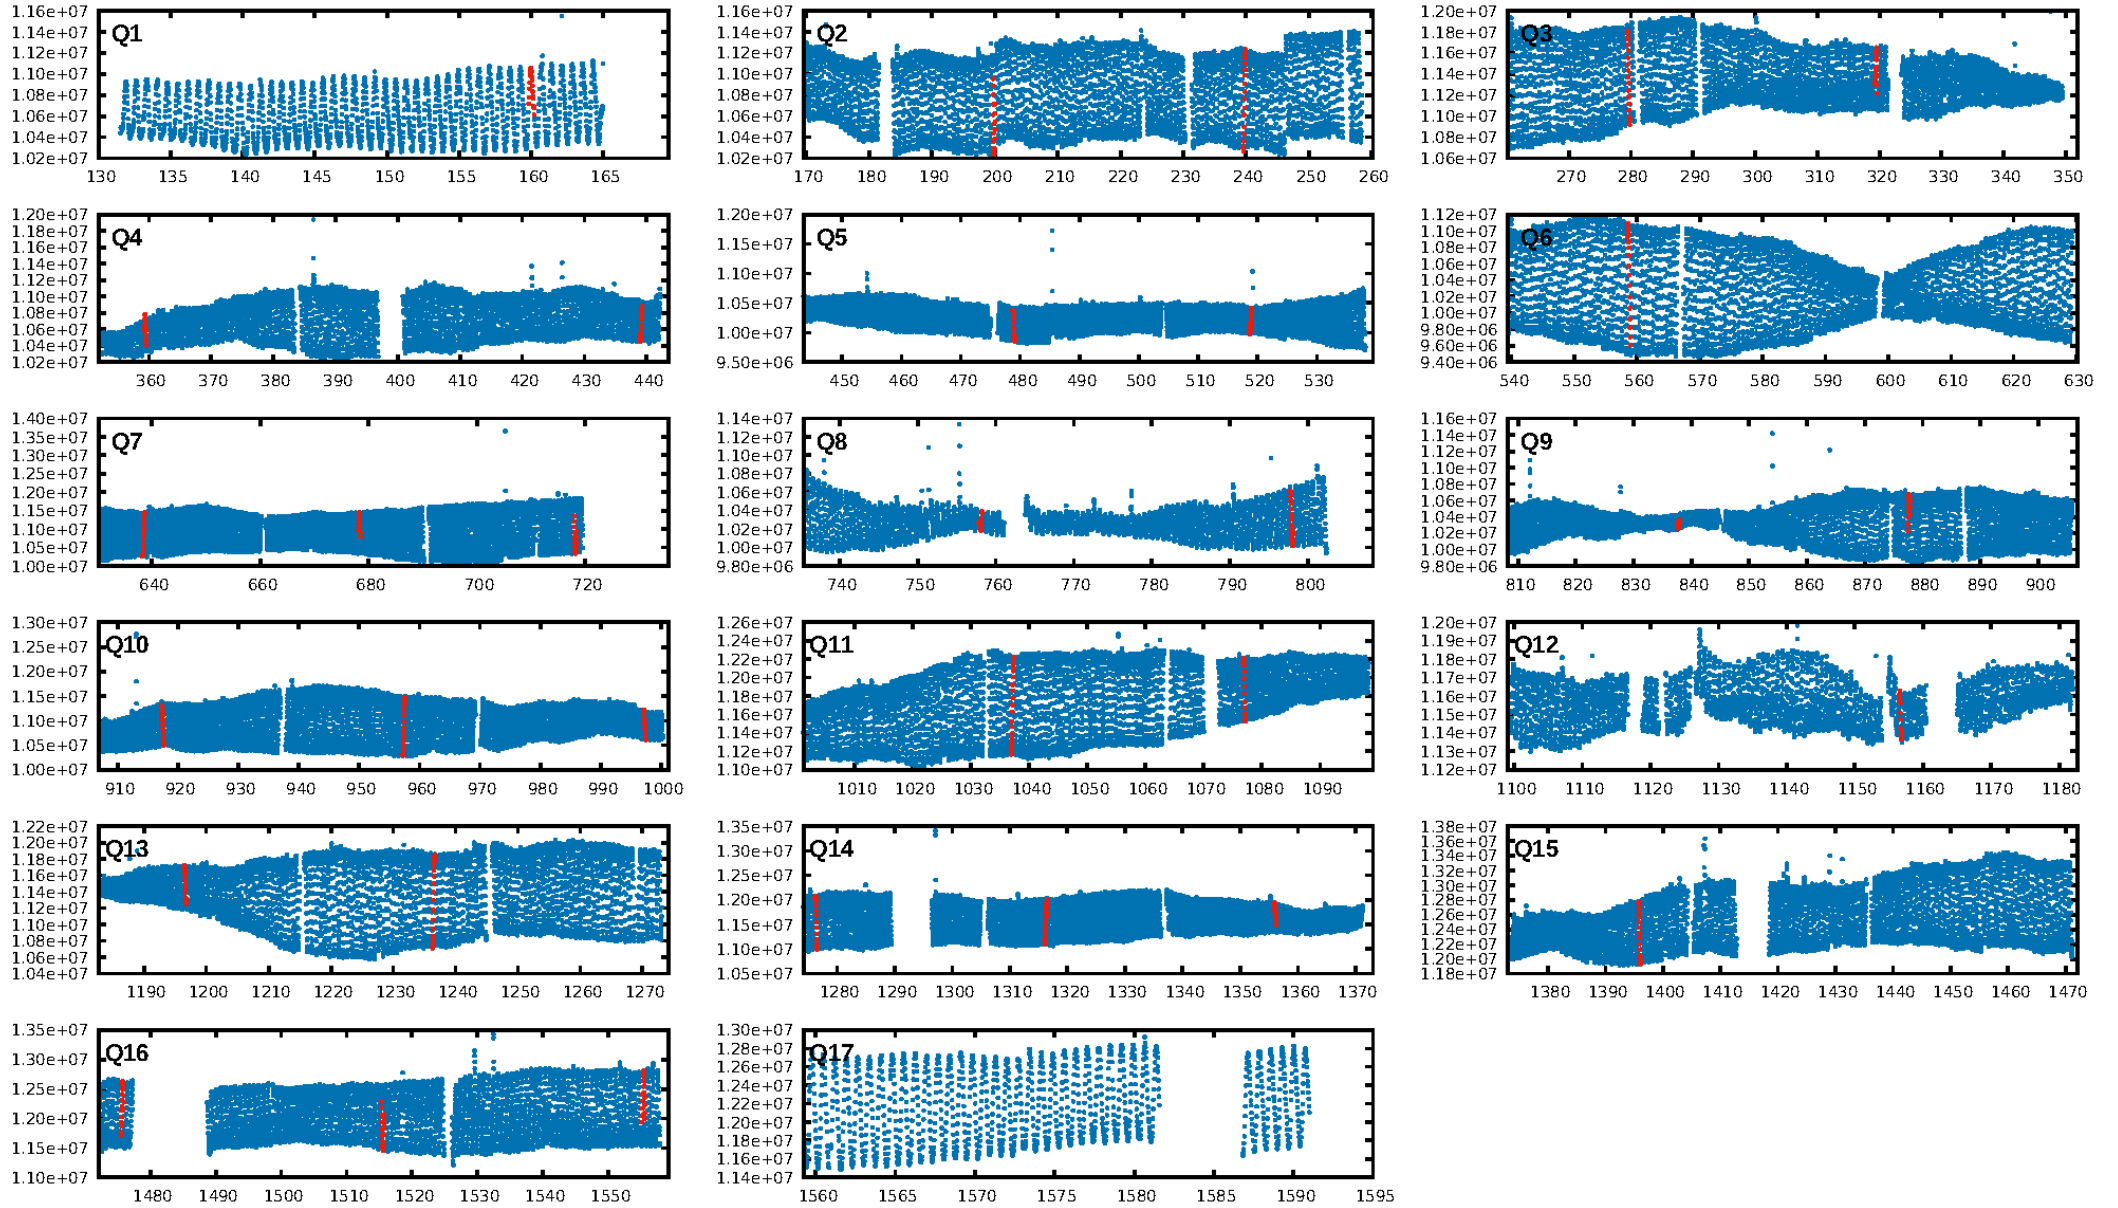 Q1
1.16e+07
1.14e+07
1.12e+07
1.10e+07
1.08e+07
1.06e+07
1.04e+07
1.02e+07
130 135 140 145 150 155 160 165
Q2
1.16e+07
1.14e+07
1.12e+07
1.10e+07
1.08e+07
1.06e+07
1.04e+07
1.02e+07
170 180 190 200 210 220 230 240 250 260
Q3
1.20e+07
1.18e+07
1.16e+07
1.14e+07
1.12e+07
1.10e+07
1.08e+07
1.06e+07
270 280 290 300 310 320 330 340 350
Q4
1.20e+07
1.18e+07
1.16e+07
1.14e+07
1.12e+07
1.10e+07
1.08e+07
1.06e+07
1.04e+07
1.02e+07
360 370 380 390 400 410 420 430 440
Q5
1.20e+07
1.15e+07
1.10e+07
1.05e+07
1.00e+07
9.50e+06
450 460 470 480 490 500 510 520 530
Q6
1.12e+07
1.10e+07
1.08e+07
1.06e+07
1.04e+07
1.02e+07
1.00e+07
9.80e+06
9.60e+06
9.40e+06
540 550 560 570 580 590 600 610 620 630
Q7
1.40e+07
1.35e+07
1.30e+07
1.25e+07
1.20e+07
1.15e+07
1.10e+07
1.05e+07
1.00e+07
640 660 680 700 720
Q8
1.14e+07
1.12e+07
1.10e+07
1.08e+07
1.06e+07
1.04e+07
1.02e+07
1.00e+07
9.80e+06
740 750 760 770 780 790 800
Q9
1.16e+07
1.14e+07
1.12e+07
1.10e+07
1.08e+07
1.06e+07
1.04e+07
1.02e+07
1.00e+07
9.80e+06
810 820 830 840 850 860 870 880 890 900
Q10
1.30e+07
1.25e+07
1.20e+07
1.15e+07
1.10e+07
1.05e+07
1.00e+07
910 920 930 940 950 960 970 980 990 1000
Q11
1.26e+07
1.24e+07
1.22e+07
1.20e+07
1.18e+07
1.16e+07
1.14e+07
1.12e+07
1.10e+07
1010 1020 1030 1040 1050 1060 1070 1080 1090
Q12
1.20e+07
1.19e+07
1.18e+07
1.17e+07
1.16e+07
1.15e+07
1.14e+07
1.13e+07
1.12e+07
1100 1110 1120 1130 1140 1150 1160 1170 1180
Q13
1.22e+07
1.20e+07
1.18e+07
1.16e+07
1.14e+07
1.12e+07
1.10e+07
1.08e+07
1.06e+07
1.04e+07
1190 1200 1210 1220 1230 1240 1250 1260 1270
Q14
1.35e+07
1.30e+07
1.25e+07
1.20e+07
1.15e+07
1.10e+07
1.05e+07
1280 1290 1300 1310 1320 1330 1340 1350 1360 1370
Q15
1.38e+07
1.36e+07
1.34e+07
1.32e+07
1.30e+07
1.28e+07
1.26e+07
1.24e+07
1.22e+07
1.20e+07
1.18e+07
1380 1390 1400 1410 1420 1430 1440 1450 1460 1470
Q16
1.35e+07
1.30e+07
1.25e+07
1.20e+07
1.15e+07
1.10e+07
1480 1490 1500 1510 1520 1530 1540 1550
Q17
1.30e+07
1.28e+07
1.26e+07
1.24e+07
1.22e+07
1.20e+07
1.18e+07
1.16e+07
1.14e+07
1560 1565 1570 1575 1580 1585 1590 1595